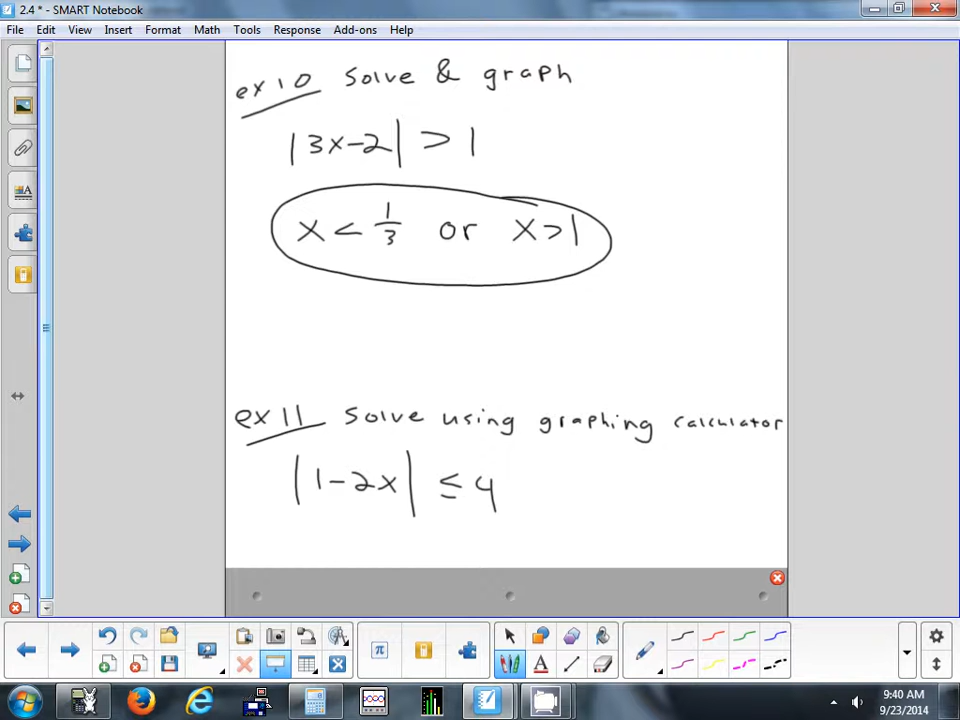 2.4 * - SMART Notebook
File Edit View Insert Format Math Tools Response Add-ons Help
ex 10 Solve & graph
|3x-2| > 1
x < 1/3 or x > 1
ex 11 Solve using graphing calculator
|1-2x| ≤ 4
π
A
9:40 AM
9/23/2014